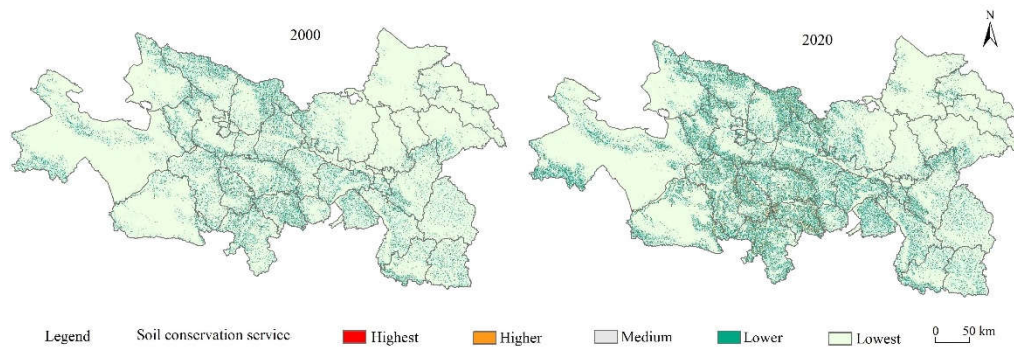 2000
2020
N
Legend
Soil conservation service
Highest
Higher
Medium
Lower
Lowest
0 50 km